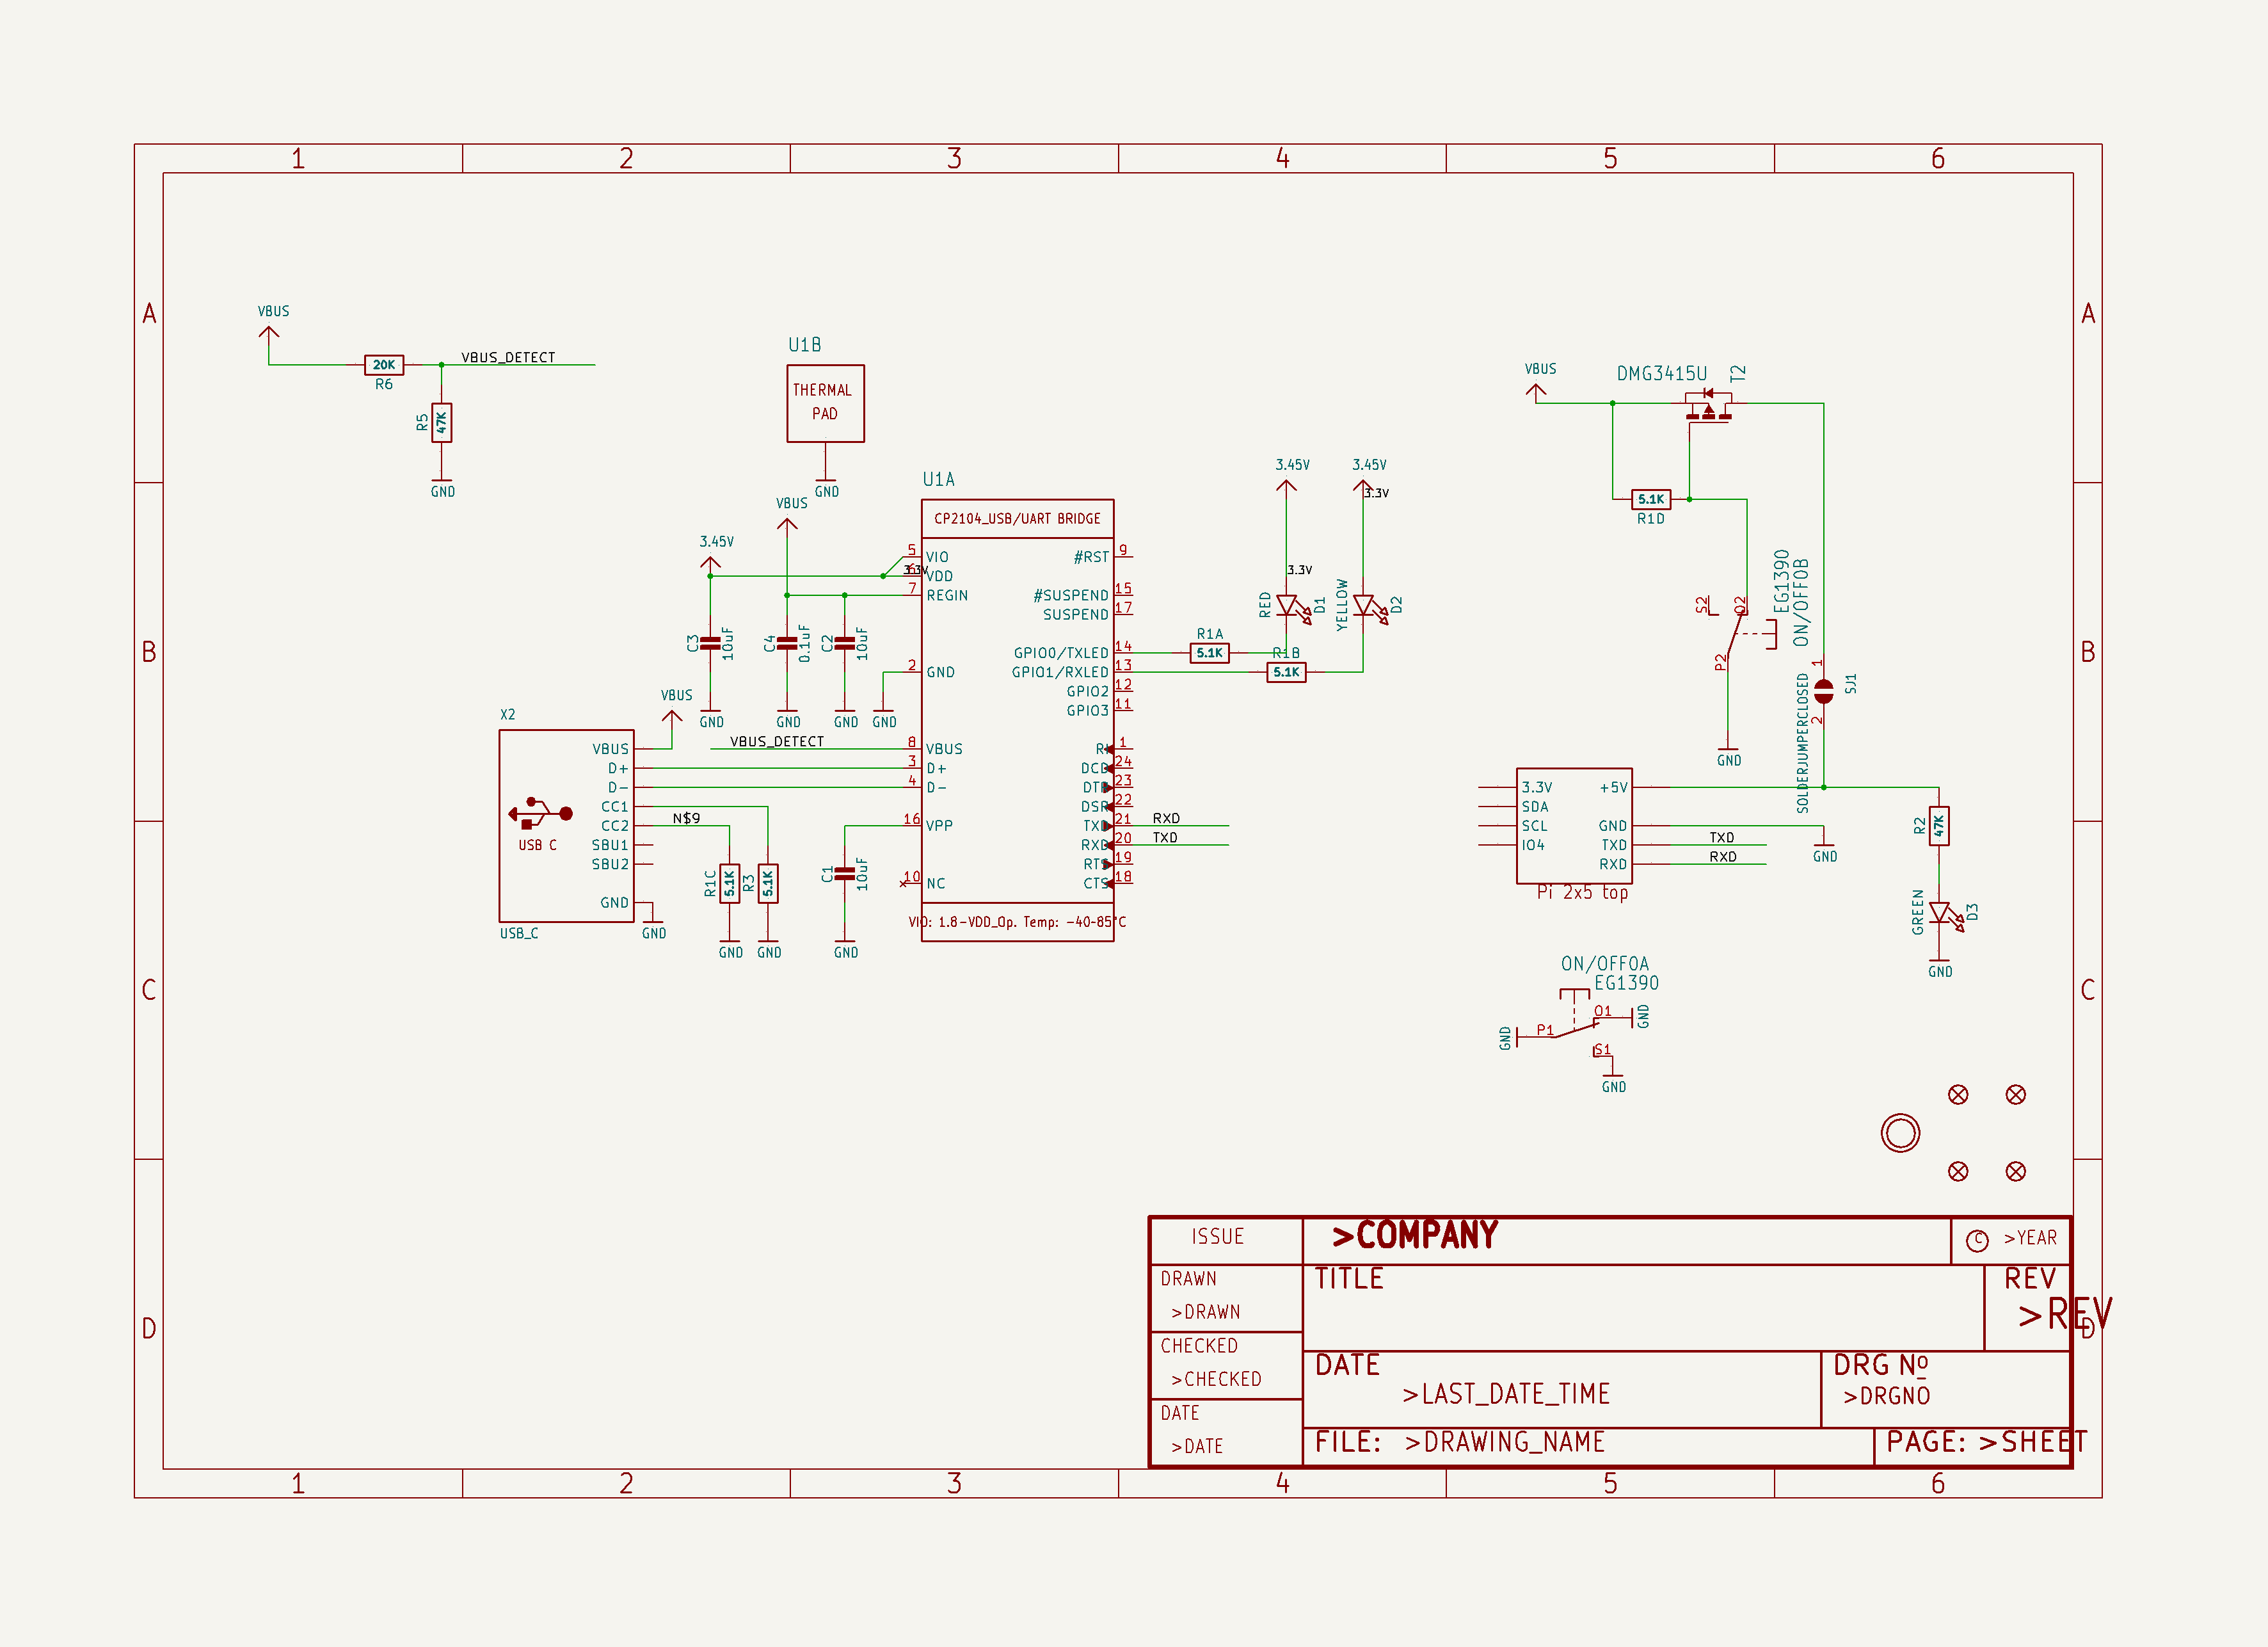 1 2 3 4 5 6
A A
VBUS
20K
R6
VBUS_DETECT
R5
47K
GND
U1B
THERMAL
PAD
GND
VBUS
DMG3415U
T2
5.1K
R1D
B B
U1A
CP2104_USB/UART BRIDGE
5 VIO
6 VDD
3.3V
7 REGIN
2 GND
8 VBUS
3 D+
4 D-
16 VPP
10 NC
#RST 9
#SUSPEND 15
SUSPEND 17
GPIO0/TXLED 14
GPIO1/RXLED 13
GPIO2 12
GPIO3 11
RI 1
DCD 24
DTR 23
DSR 22
TXD 21
RXD 20
RTS 19
CTS 18
VIO: 1.8-VDD_Op. Temp: -40-85°C
3.45V
VBUS
C3
10uF
C4
0.1uF
C2
10uF
GND GND GND GND
VBUS_DETECT
3.45V 3.45V
3.3V
3.3V
RED
D1
YELLOW
D2
R1A
5.1K
R1B
5.1K
RXD
TXD
X2
VBUS
VBUS
D+
D-
CC1
CC2
SBU1
SBU2
GND
USB C
USB_C
GND
N$9
R1C
5.1K
R3
5.1K
GND GND
C1
10uF
GND
S2
O2
P2
EG1390
ON/OFF0B
GND
1
2
SJ1
SOLDERJUMPERCLOSED
3.3V +5V
SDA
SCL GND
IO4 TXD
RXD
Pi 2x5 top
TXD
RXD
GND
R2
47K
GREEN
D3
GND
C C
ON/OFF0A
EG1390
P1
O1
S1
GND
GND
GND
D D
ISSUE
>COMPANY
C >YEAR
DRAWN
>DRAWN
TITLE
REV
>REV
CHECKED
>CHECKED
DATE
>LAST_DATE_TIME
DRG Nº
>DRGNO
DATE
>DATE
FILE: >DRAWING_NAME
PAGE: >SHEET
1 2 3 4 5 6